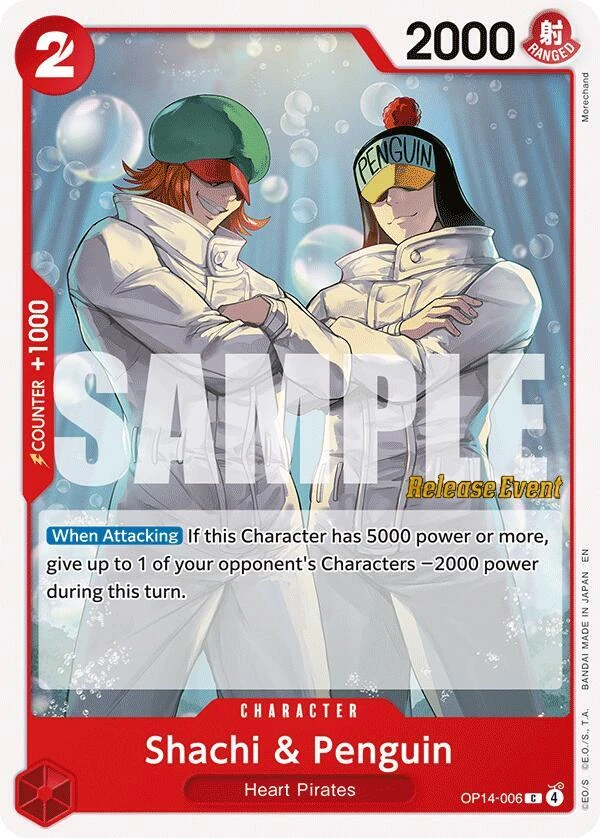 2
2000
射
RANGED
Morechand
PENGUIN
COUNTER +1000
SAMPLE
Release Event
When Attacking If this Character has 5000 power or more,
give up to 1 of your opponent's Characters −2000 power
during this turn.
CHARACTER
Shachi & Penguin
Heart Pirates
OP14-006 C 4
©EO/S ©E.O./S., T.A. BANDAI MADE IN JAPAN EN